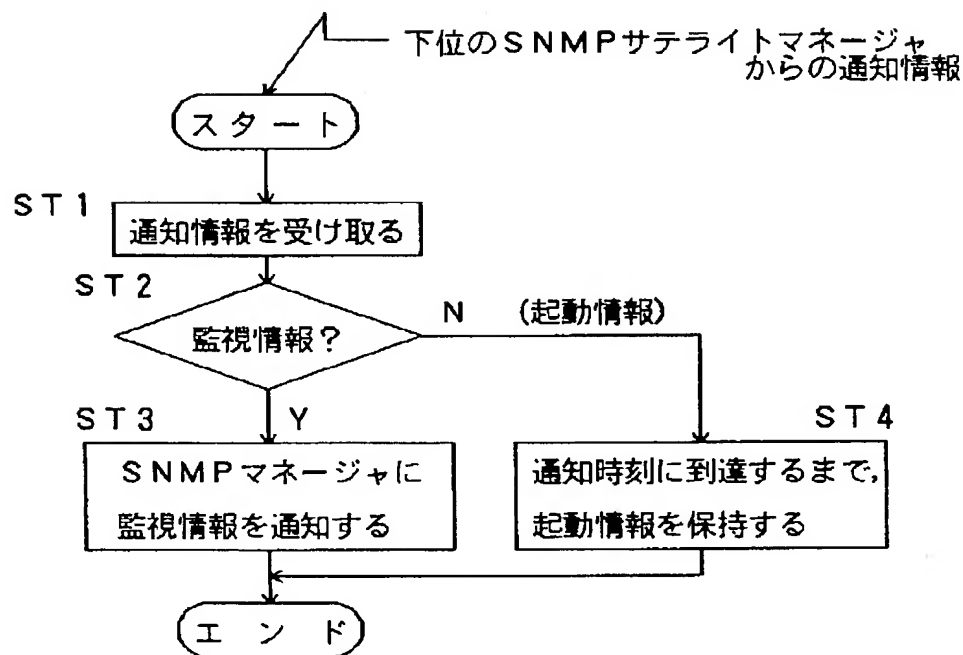 下位のSNMPサテライトマネージャ
からの通知情報
スタート
ST1
通知情報を受け取る
ST2
監視情報?
N (起動情報)
ST3
Y
ST4
SNMPマネージャに
監視情報を通知する
通知時刻に到達するまで,
起動情報を保持する
エンド